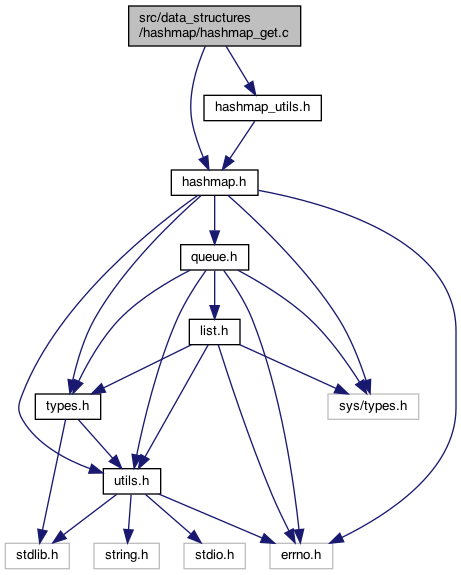 src/data_structures
/hashmap/hashmap_get.c
hashmap_utils.h
hashmap.h
queue.h
list.h
types.h
sys/types.h
utils.h
stdlib.h
string.h
stdio.h
errno.h